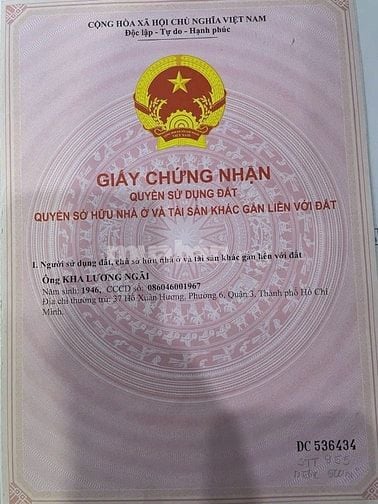 CỘNG HÒA XÃ HỘI CHỦ NGHĨA VIỆT NAM
Độc lập - Tự do - Hạnh phúc
GIẤY CHỨNG NHẬN
QUYỀN SỬ DỤNG ĐẤT
QUYỀN SỞ HỮU NHÀ Ở VÀ TÀI SẢN KHÁC GẮN LIỀN VỚI ĐẤT
I. Người sử dụng đất, chủ sở hữu nhà ở và tài sản khác gắn liền với đất
Ông KHA LƯƠNG NGÃI
Năm sinh: 1946, CCCD số: 086046001967
Địa chỉ thường trú: 37 Hồ Xuân Hương, Phường 6, Quận 3, Thành phố Hồ Chí
Minh.
DC 536434
STT 955